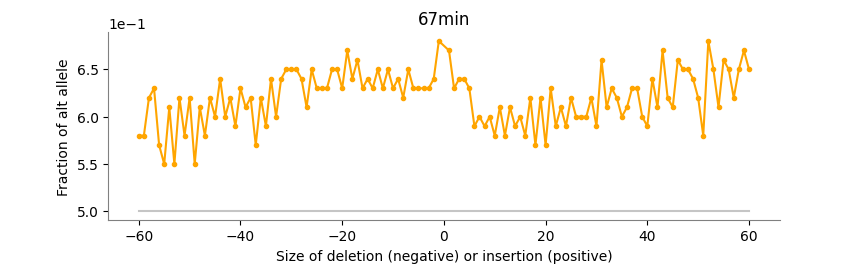 67min
1e−1
Fraction of alt allele
6.5
6.0
5.5
5.0
−60 −40 −20 0 20 40 60
Size of deletion (negative) or insertion (positive)